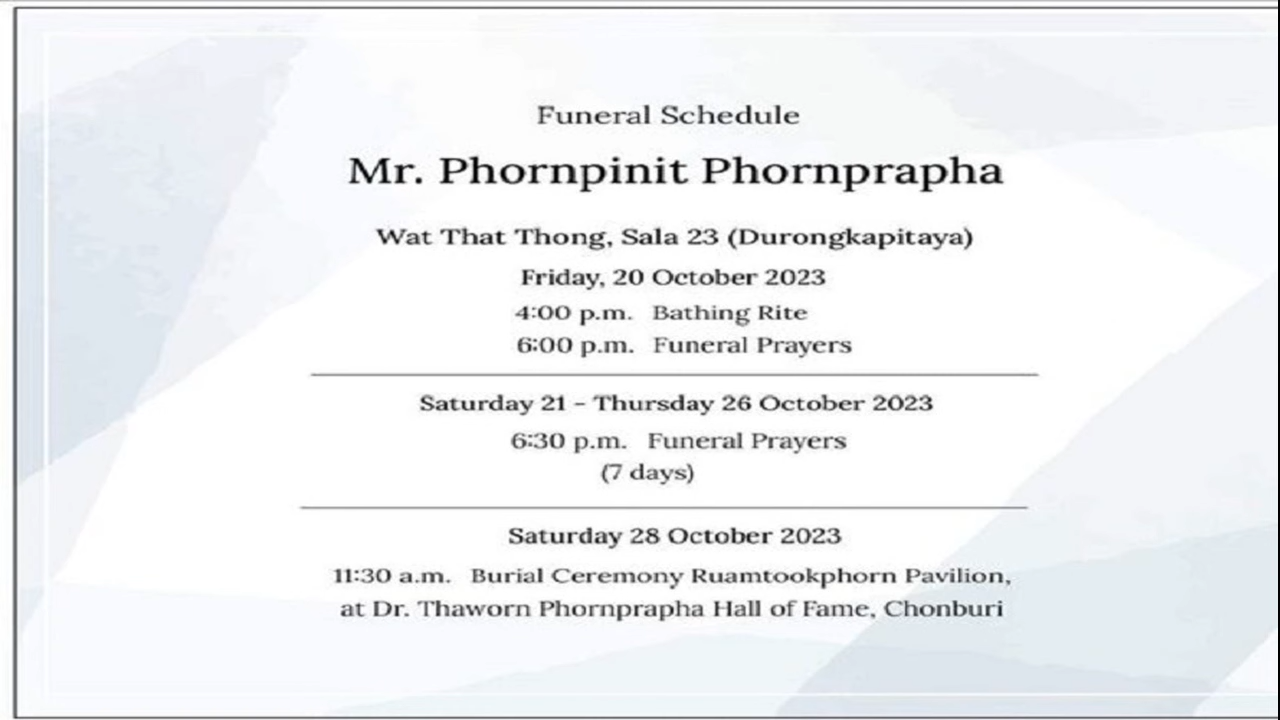 Funeral Schedule
Mr. Phornpinit Phornprapha
Wat That Thong, Sala 23 (Durongkapitaya)
Friday, 20 October 2023
4:00 p.m. Bathing Rite
6:00 p.m. Funeral Prayers
Saturday 21 - Thursday 26 October 2023
6:30 p.m. Funeral Prayers
(7 days)
Saturday 28 October 2023
11:30 a.m. Burial Ceremony Ruamtookphorn Pavilion,
at Dr. Thaworn Phornprapha Hall of Fame, Chonburi